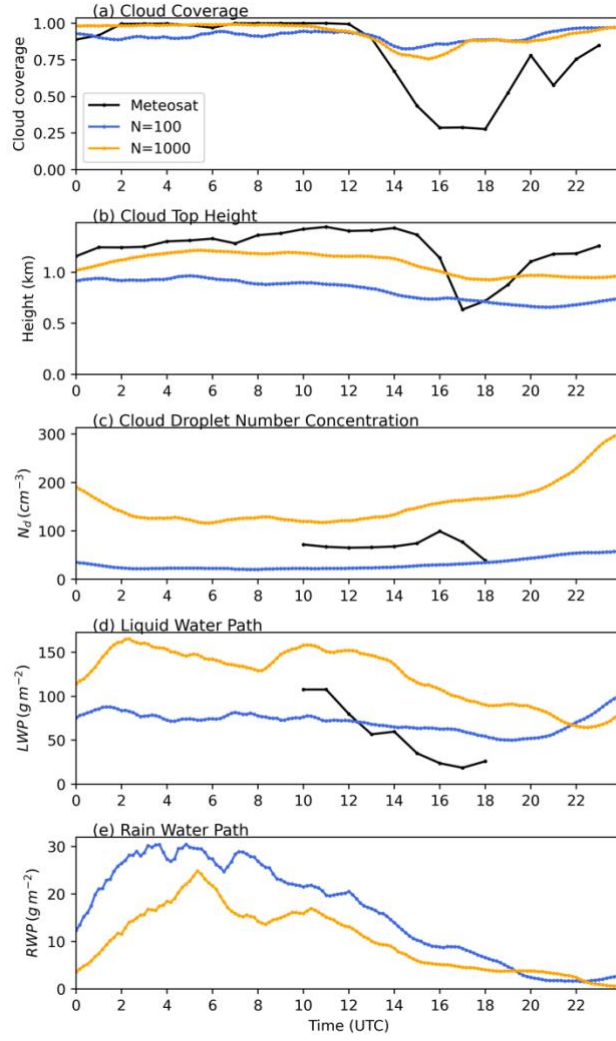 (a) Cloud Coverage
Cloud coverage
1.00
0.75
0.50
0.25
0.00
Meteosat
N=100
N=1000
0 2 4 6 8 10 12 14 16 18 20 22
(b) Cloud Top Height
Height (km)
1.0
0.5
0.0
0 2 4 6 8 10 12 14 16 18 20 22
(c) Cloud Droplet Number Concentration
N_d (cm⁻³)
300
200
100
0
0 2 4 6 8 10 12 14 16 18 20 22
(d) Liquid Water Path
LWP (g m⁻²)
150
100
50
0
0 2 4 6 8 10 12 14 16 18 20 22
(e) Rain Water Path
RWP (g m⁻²)
30
20
10
0
0 2 4 6 8 10 12 14 16 18 20 22
Time (UTC)